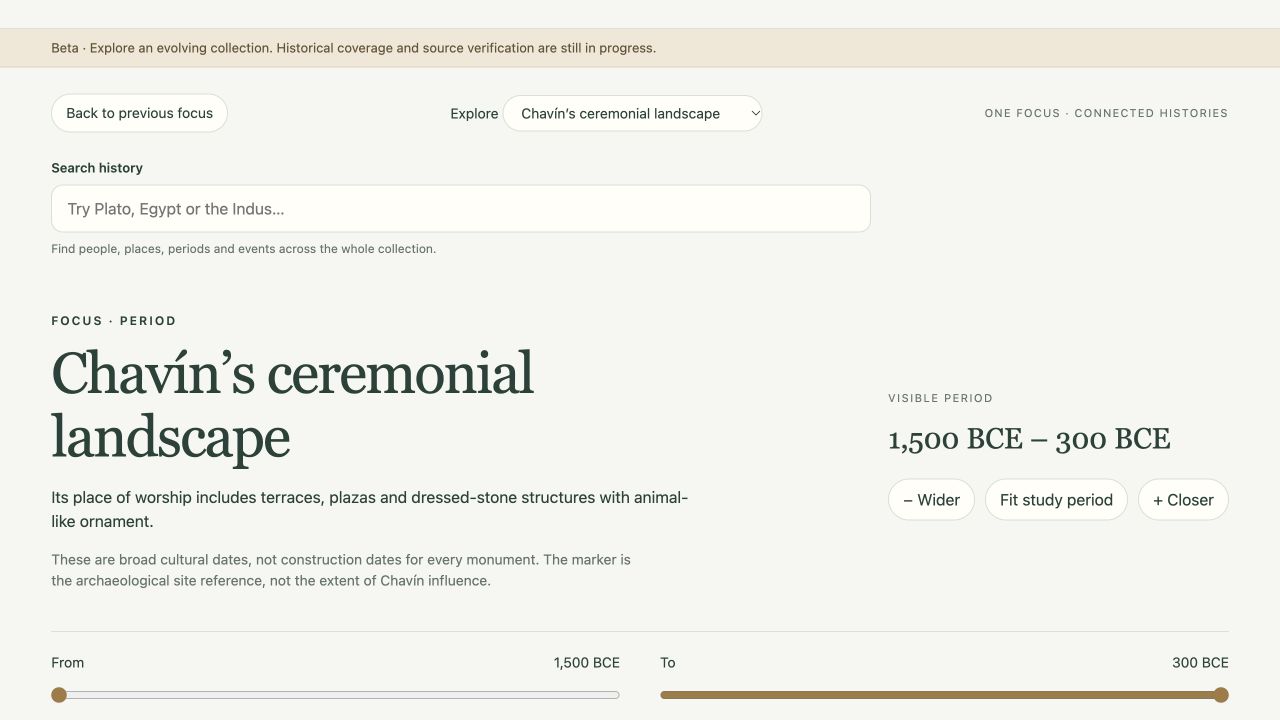 Beta · Explore an evolving collection. Historical coverage and source verification are still in progress.
Back to previous focus
Explore
Chavín’s ceremonial landscape
ONE FOCUS · CONNECTED HISTORIES
Search history
Try Plato, Egypt or the Indus…
Find people, places, periods and events across the whole collection.
FOCUS · PERIOD
Chavín’s ceremonial
landscape
Its place of worship includes terraces, plazas and dressed-stone structures with animal-
like ornament.
These are broad cultural dates, not construction dates for every monument. The marker is
the archaeological site reference, not the extent of Chavín influence.
VISIBLE PERIOD
1,500 BCE – 300 BCE
– Wider
Fit study period
+ Closer
From
1,500 BCE
To
300 BCE